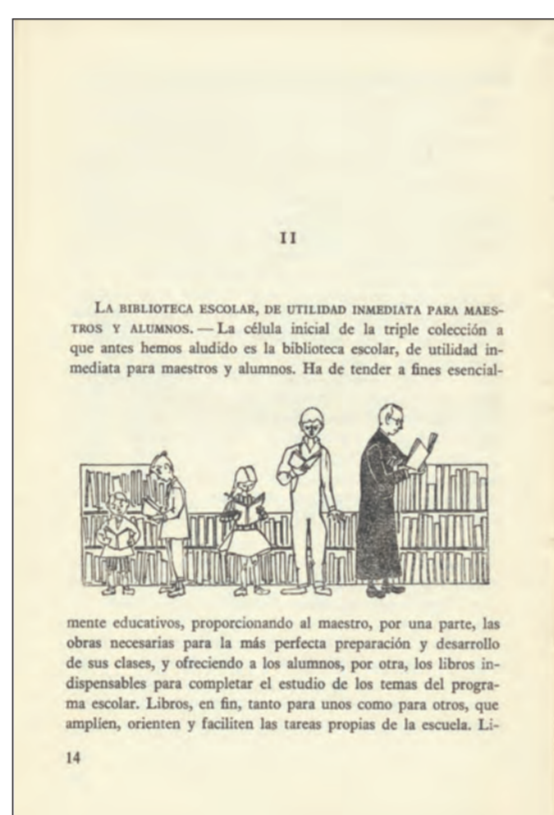 II
LA BIBLIOTECA ESCOLAR, DE UTILIDAD INMEDIATA PARA MAES-
TROS Y ALUMNOS. — La célula inicial de la triple colección a
que antes hemos aludido es la biblioteca escolar, de utilidad in-
mediata para maestros y alumnos. Ha de tender a fines esencial-
mente educativos, proporcionando al maestro, por una parte, las
obras necesarias para la más perfecta preparación y desarrollo
de sus clases, y ofreciendo a los alumnos, por otra, los libros in-
dispensables para completar el estudio de los temas del progra-
ma escolar. Libros, en fin, tanto para unos como para otros, que
amplíen, orienten y faciliten las tareas propias de la escuela. Li-
14